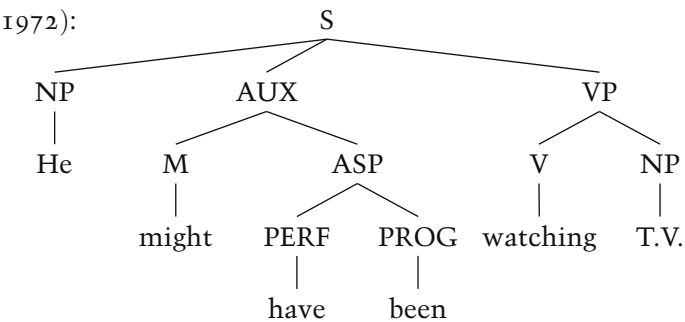 1972): S
NP AUX VP
He M ASP V NP
might PERF PROG watching T.V.
have been